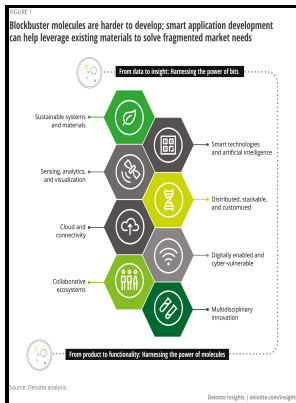 FIGURE 1
Blockbuster molecules are harder to develop; smart application development
can help leverage existing materials to solve fragmented market needs
From data to insight: Harnessing the power of bits
Sustainable systems
and materials
Smart technologies
and artificial intelligence
Sensing, analytics,
and visualization
Distributed, stackable,
and customized
Cloud and
connectivity
Digitally enabled and
cyber-vulnerable
Collaborative
ecosystems
Multidisciplinary
innovation
From product to functionality: Harnessing the power of molecules
Source: Deloitte analysis.
Deloitte Insights | deloitte.com/insight